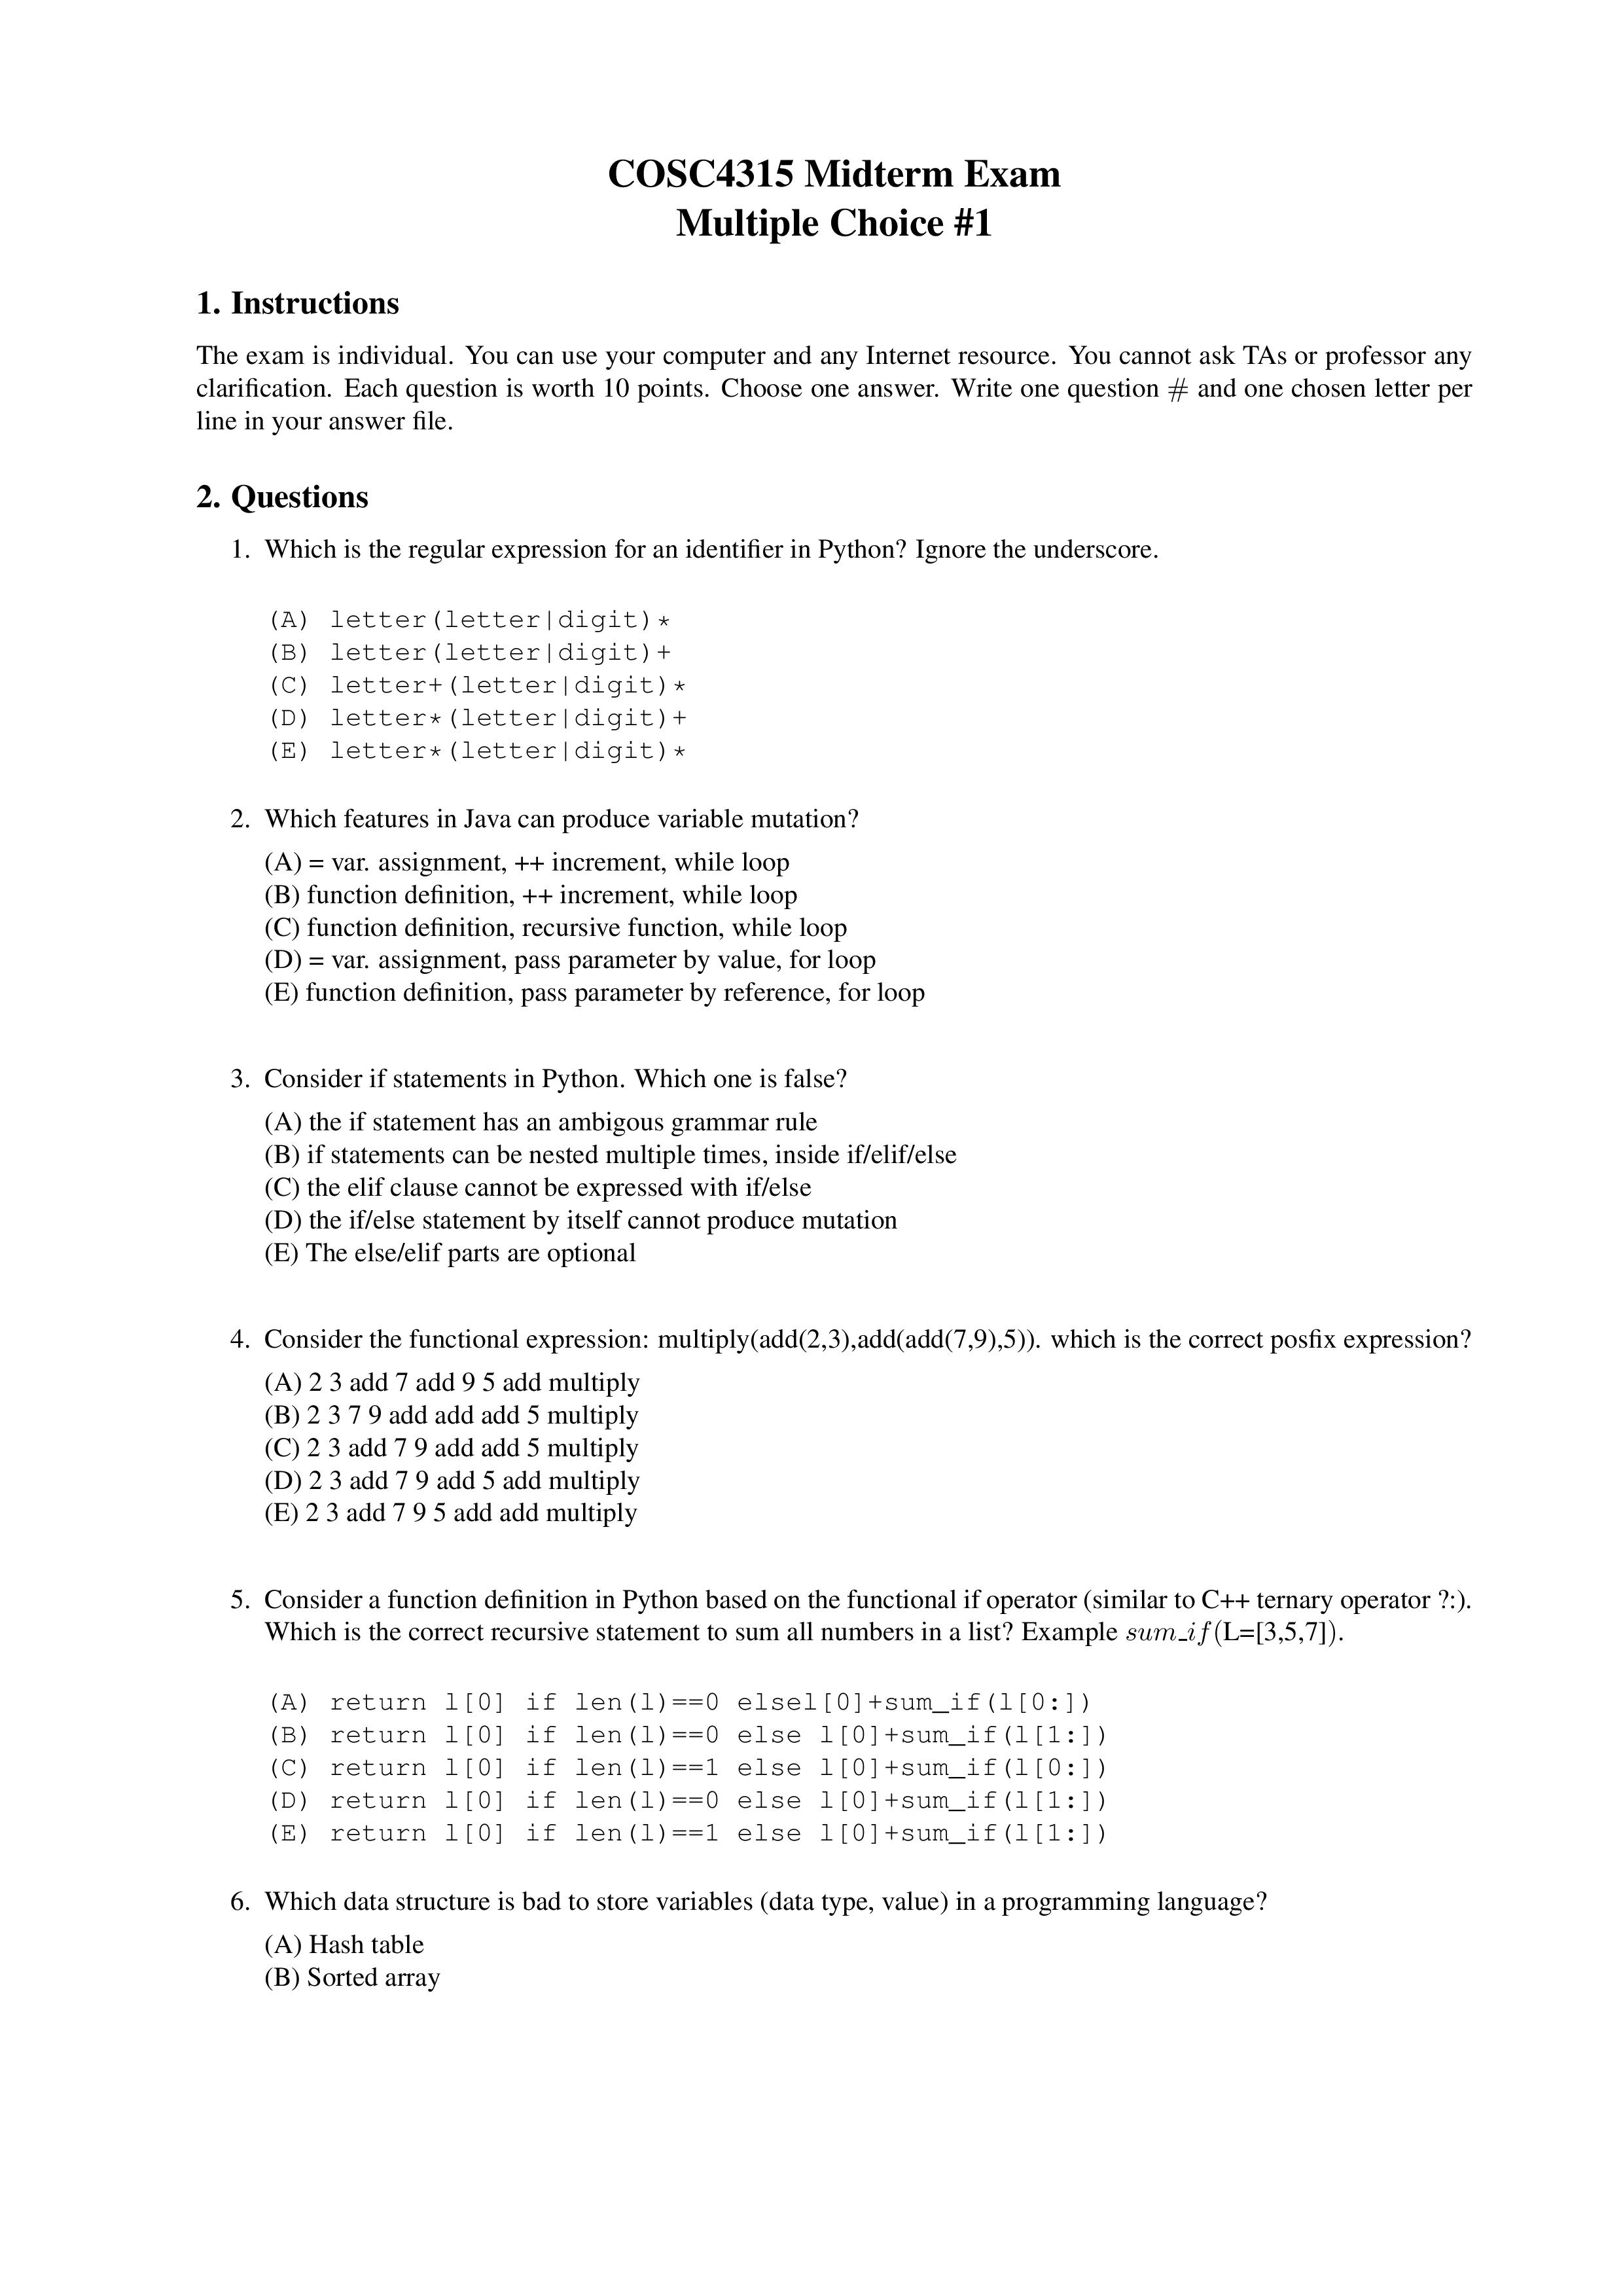 COSC4315 Midterm Exam
Multiple Choice #1
1. Instructions
The exam is individual. You can use your computer and any Internet resource. You cannot ask TAs or professor any
clarification. Each question is worth 10 points. Choose one answer. Write one question # and one chosen letter per
line in your answer file.
2. Questions
1. Which is the regular expression for an identifier in Python? Ignore the underscore.
(A) letter(letter|digit)*
(B) letter(letter|digit)+
(C) letter+(letter|digit)*
(D) letter*(letter|digit)+
(E) letter*(letter|digit)*
2. Which features in Java can produce variable mutation?
(A) = var. assignment, ++ increment, while loop
(B) function definition, ++ increment, while loop
(C) function definition, recursive function, while loop
(D) = var. assignment, pass parameter by value, for loop
(E) function definition, pass parameter by reference, for loop
3. Consider if statements in Python. Which one is false?
(A) the if statement has an ambigous grammar rule
(B) if statements can be nested multiple times, inside if/elif/else
(C) the elif clause cannot be expressed with if/else
(D) the if/else statement by itself cannot produce mutation
(E) The else/elif parts are optional
4. Consider the functional expression: multiply(add(2,3),add(add(7,9),5)). which is the correct posfix expression?
(A) 2 3 add 7 add 9 5 add multiply
(B) 2 3 7 9 add add add 5 multiply
(C) 2 3 add 7 9 add add 5 multiply
(D) 2 3 add 7 9 add 5 add multiply
(E) 2 3 add 7 9 5 add add multiply
5. Consider a function definition in Python based on the functional if operator (similar to C++ ternary operator ?:).
Which is the correct recursive statement to sum all numbers in a list? Example sum_if(L=[3,5,7]).
(A) return l[0] if len(l)==0 elsel[0]+sum_if(l[0:])
(B) return l[0] if len(l)==0 else l[0]+sum_if(l[1:])
(C) return l[0] if len(l)==1 else l[0]+sum_if(l[0:])
(D) return l[0] if len(l)==0 else l[0]+sum_if(l[1:])
(E) return l[0] if len(l)==1 else l[0]+sum_if(l[1:])
6. Which data structure is bad to store variables (data type, value) in a programming language?
(A) Hash table
(B) Sorted array